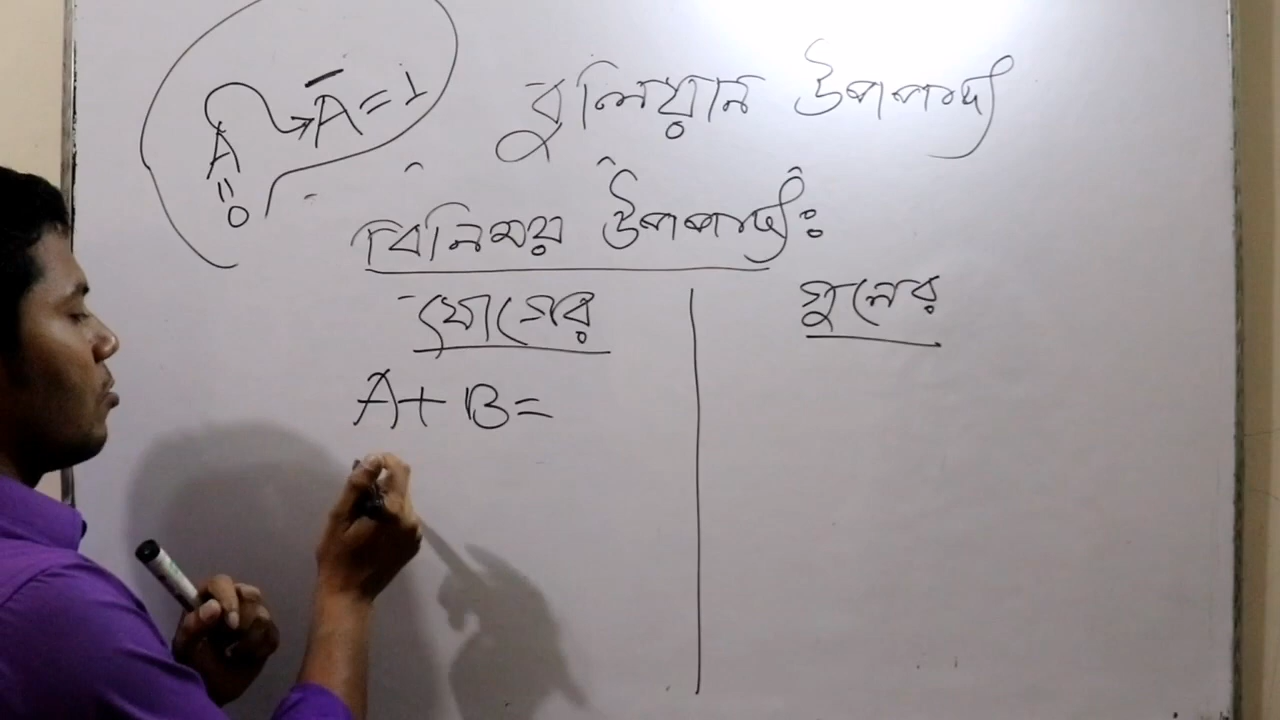 বুলিয়ান উপপাদ্য
A → Ā = 1
=
0
বিনিময় উপপাদ্যঃ
যোগের
গুনের
A + B =